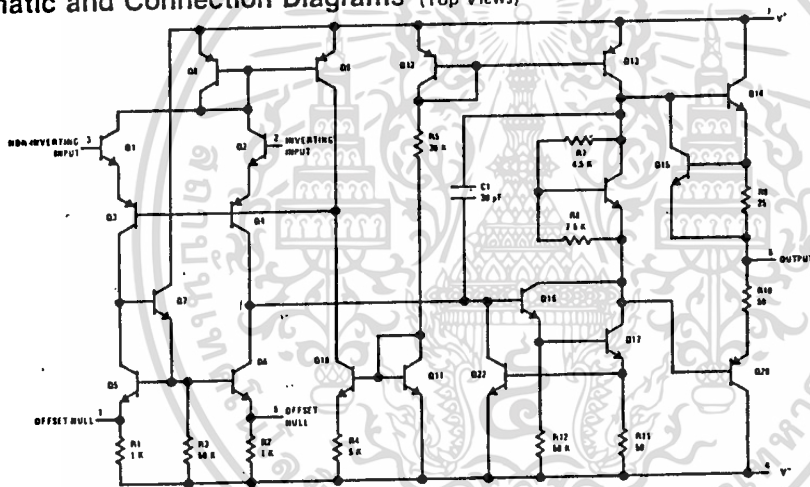 matic and Connection Diagrams (Top Views)
7 V+
Q8
Q9
Q12
Q13
Q14
NON-INVERTING INPUT 3
Q1
Q2
2 INVERTING INPUT
R5
39 K
R7
4.5 K
Q15
C1
30 pF
R9
25
Q3
Q4
R8
7.5 K
6 OUTPUT
R10
50
Q7
Q16
Q17
Q5
Q6
Q10
Q11
Q22
Q20
OFFSET NULL 1
5 OFFSET NULL
R1
1 K
R3
50 K
R2
1 K
R4
5 K
R12
50 K
R11
50
4 V-